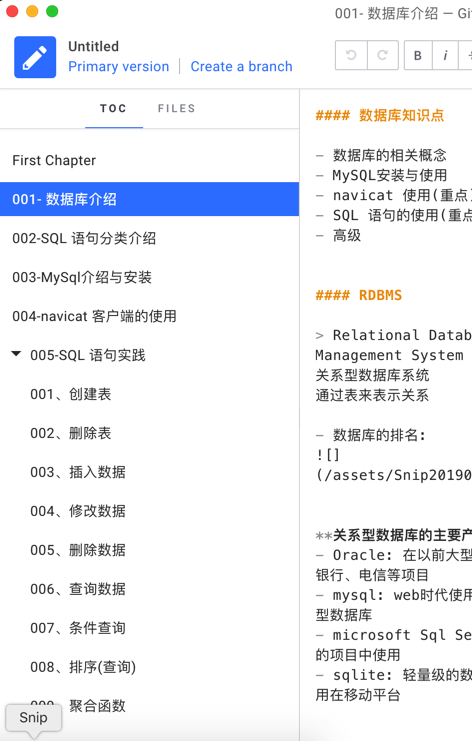 001- 数据库介绍 — Gi
Untitled
Primary version
Create a branch
B
i
TOC
FILES
First Chapter
001- 数据库介绍
002-SQL 语句分类介绍
003-MySql介绍与安装
004-navicat 客户端的使用
005-SQL 语句实践
001、创建表
002、删除表
003、插入数据
004、修改数据
005、删除数据
006、查询数据
007、条件查询
008、排序(查询)
009、聚合函数
Snip
#### 数据库知识点
- 数据库的相关概念
- MySQL安装与使用
- navicat 使用(重点)
- SQL 语句的使用(重点
- 高级
#### RDBMS
> Relational Datab
Management System
关系型数据库系统
通过表来表示关系
- 数据库的排名:
![]
(/assets/Snip20190
**关系型数据库的主要产
- Oracle: 在以前大型
银行、电信等项目
- mysql: web时代使用
型数据库
- microsoft Sql Se
的项目中使用
- sqlite: 轻量级的数
用在移动平台